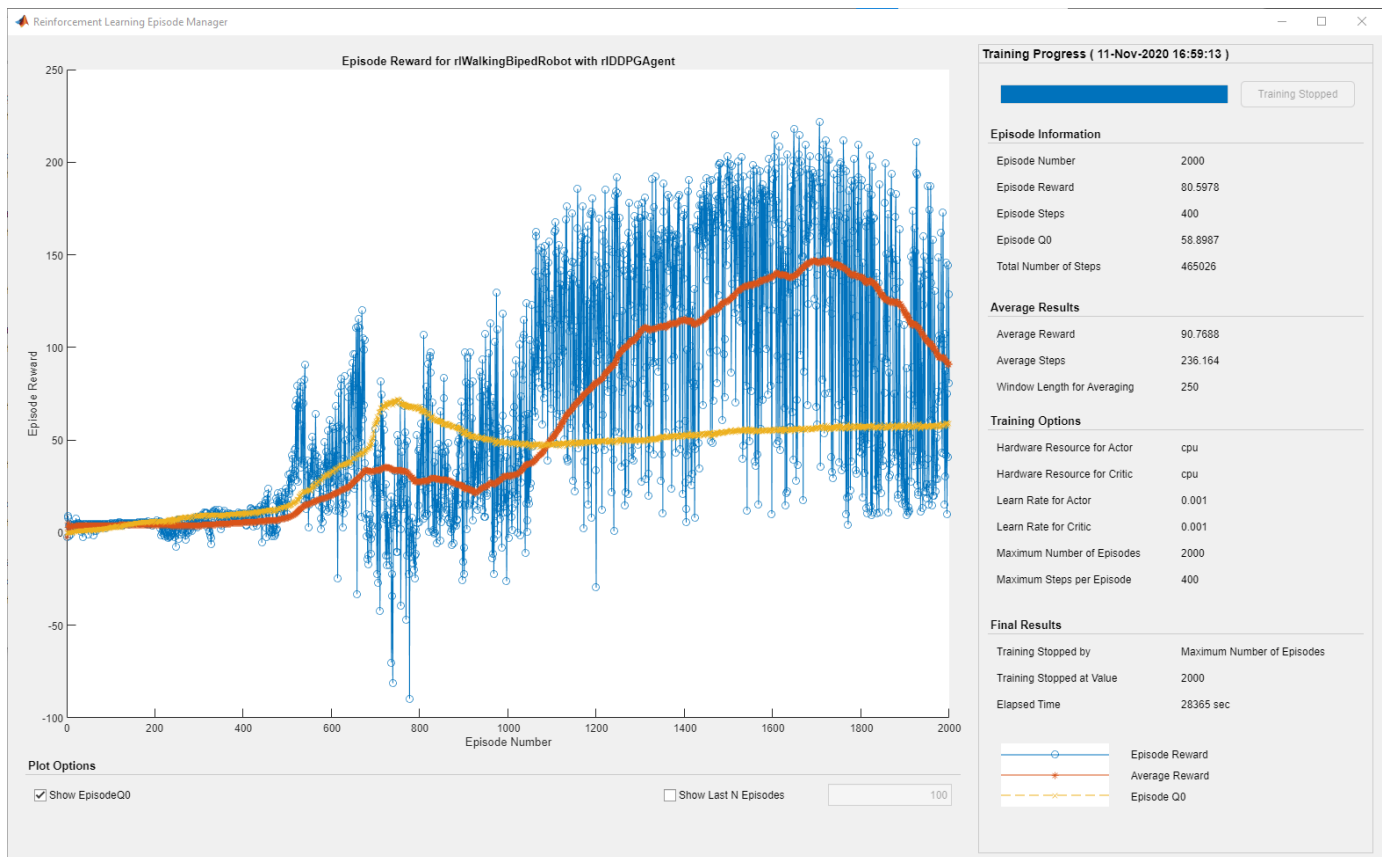 Reinforcement Learning Episode Manager
Episode Reward for rlWalkingBipedRobot with rlDDPGAgent
250
200
150
100
50
0
-50
-100
Episode Reward
0 200 400 600 800 1000 1200 1400 1600 1800 2000
Episode Number
Plot Options
Show EpisodeQ0
Show Last N Episodes 100
Training Progress ( 11-Nov-2020 16:59:13 )
Training Stopped
Episode Information
Episode Number 2000
Episode Reward 80.5978
Episode Steps 400
Episode Q0 58.8987
Total Number of Steps 465026
Average Results
Average Reward 90.7688
Average Steps 236.164
Window Length for Averaging 250
Training Options
Hardware Resource for Actor cpu
Hardware Resource for Critic cpu
Learn Rate for Actor 0.001
Learn Rate for Critic 0.001
Maximum Number of Episodes 2000
Maximum Steps per Episode 400
Final Results
Training Stopped by Maximum Number of Episodes
Training Stopped at Value 2000
Elapsed Time 28365 sec
Episode Reward
Average Reward
Episode Q0